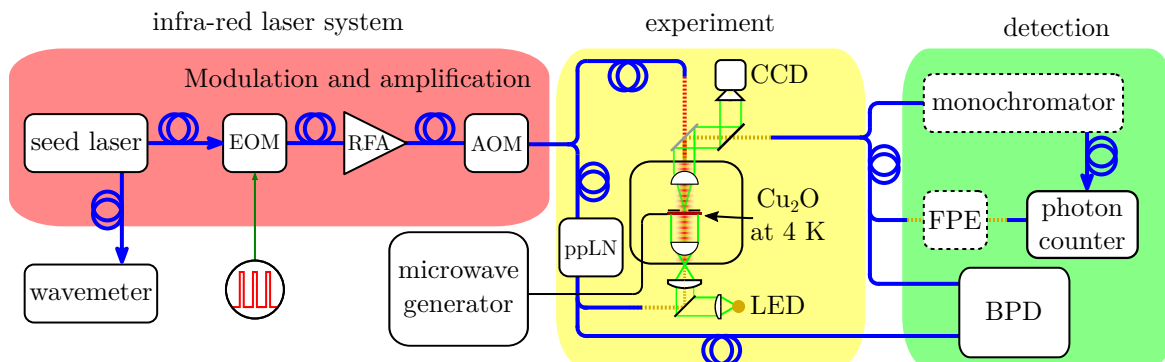 infra-red laser system
experiment
detection
Modulation and amplification
seed laser
EOM
RFA
AOM
wavemeter
microwave
generator
ppLN
CCD
Cu₂O
at 4 K
LED
monochromator
FPE
photon
counter
BPD